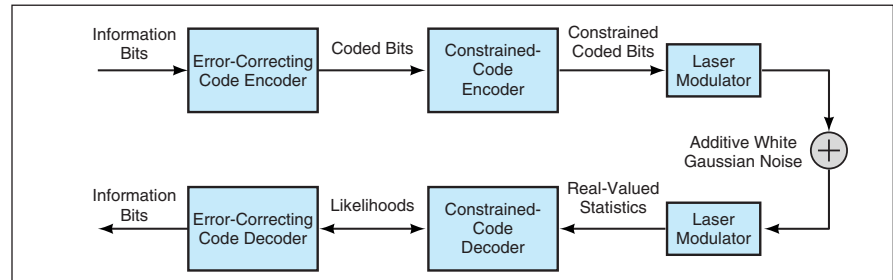 Information
Bits
Error-Correcting
Code Encoder
Coded Bits
Constrained-
Code
Encoder
Constrained
Coded Bits
Laser
Modulator
Additive White
Gaussian Noise
Information
Bits
Error-Correcting
Code Decoder
Likelihoods
Constrained-
Code
Decoder
Real-Valued
Statistics
Laser
Modulator